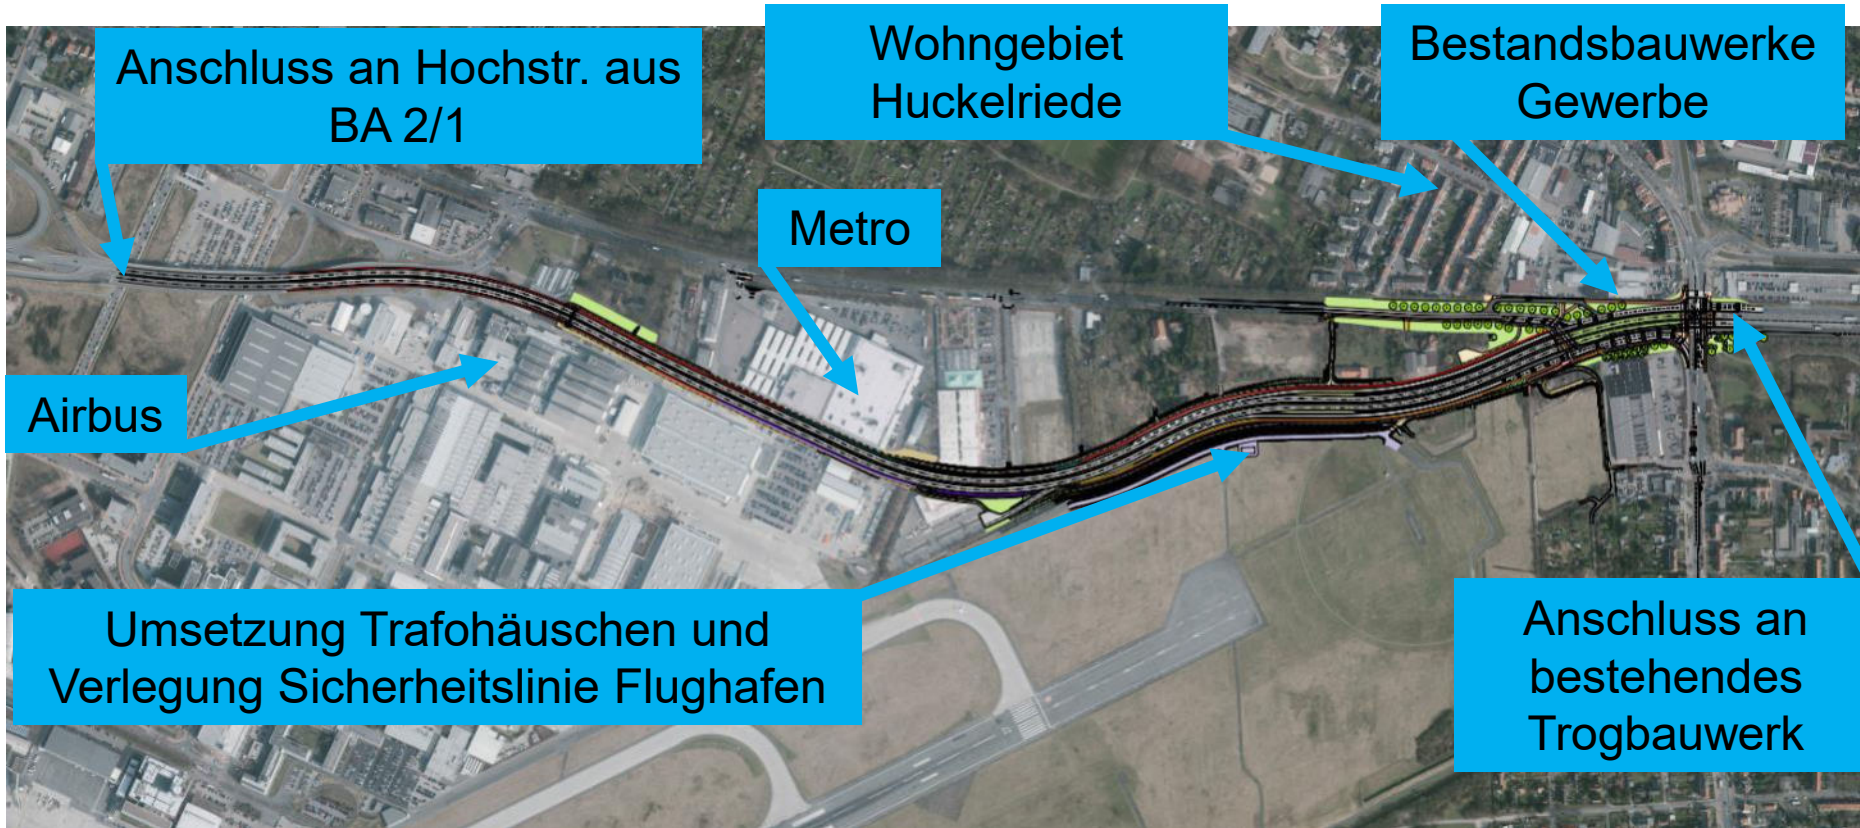 Anschluss an Hochstr. aus
BA 2/1
Wohngebiet
Huckelriede
Bestandsbauwerke
Gewerbe
Metro
Airbus
Umsetzung Trafohäuschen und
Verlegung Sicherheitslinie Flughafen
Anschluss an
bestehendes
Trogbauwerk